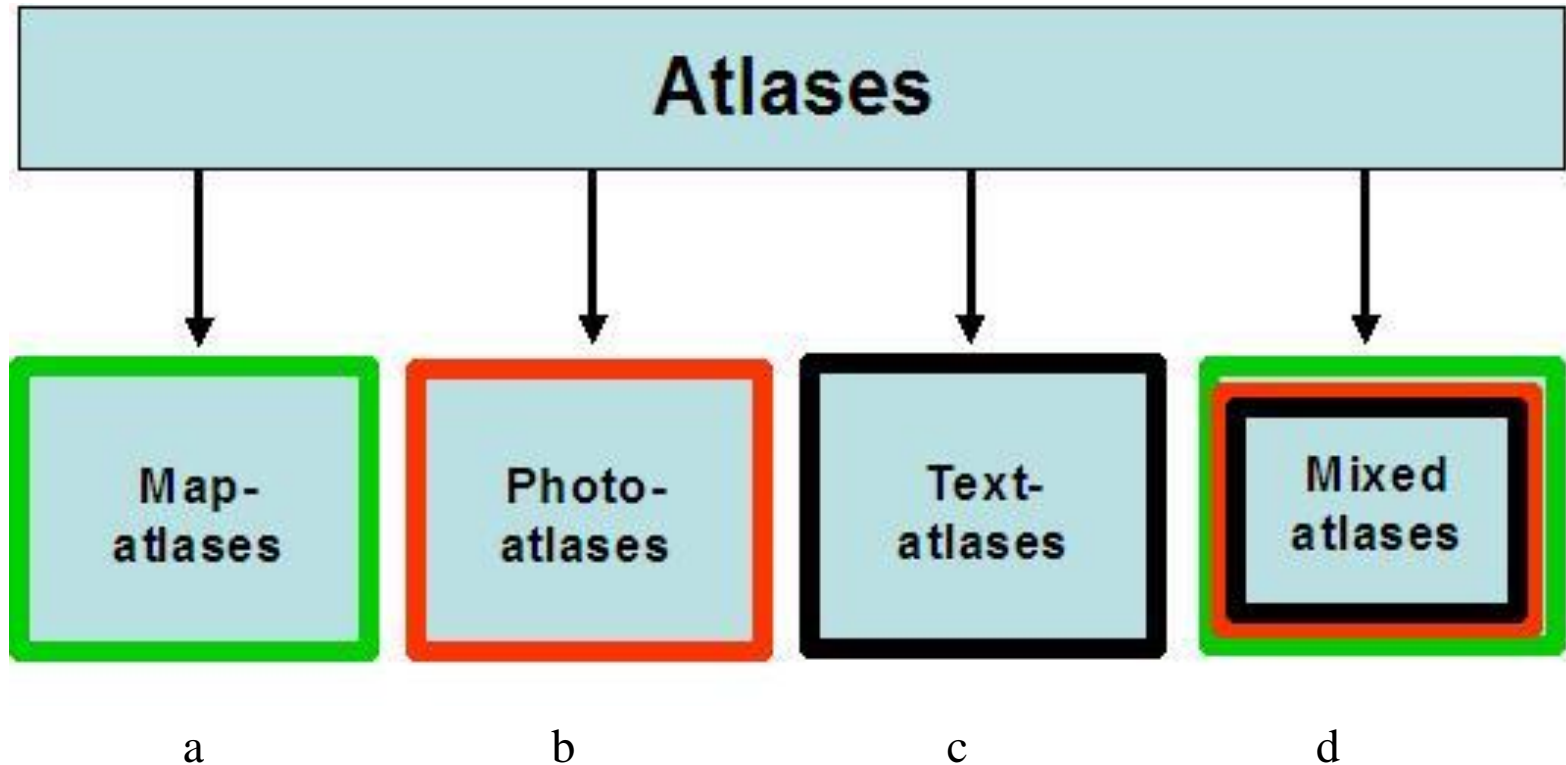 Atlases
Map-
atlases
Photo-
atlases
Text-
atlases
Mixed
atlases
a b c d